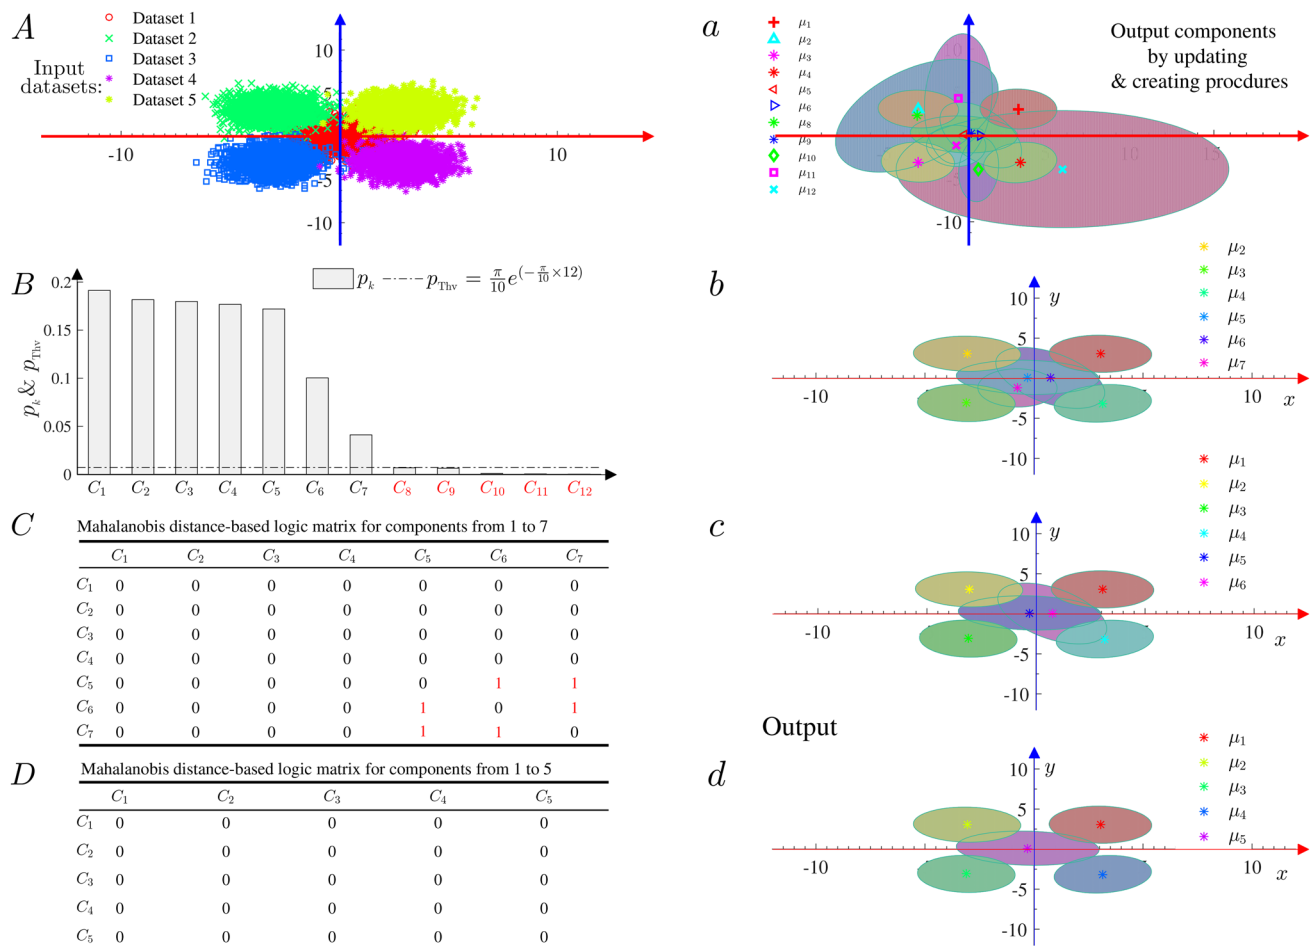 A
Input
datasets:
Dataset 1
Dataset 2
Dataset 3
Dataset 4
Dataset 5
10
5
-5
-10
-10
10
a
μ1
μ2
μ3
μ4
μ5
μ6
μ8
μ9
μ10
μ11
μ12
Output components
by updating
& creating procdures
10
-5
-10
10
15
B
p_k & p_Thv
0.2
0.15
0.1
0.05
0
p_k p_Thv = π/10 e^(−π/10 ×12)
C1 C2 C3 C4 C5 C6 C7 C8 C9 C10 C11 C12
b
10
5
-5
-10
-10
10
y
x
μ2
μ3
μ4
μ5
μ6
μ7
C
Mahalanobis distance-based logic matrix for components from 1 to 7
C1 C2 C3 C4 C5 C6 C7
C1 0 0 0 0 0 0 0
C2 0 0 0 0 0 0 0
C3 0 0 0 0 0 0 0
C4 0 0 0 0 0 0 0
C5 0 0 0 0 0 1 1
C6 0 0 0 0 1 0 1
C7 0 0 0 0 1 1 0
c
10
5
-5
-10
-10
10
y
x
μ1
μ2
μ3
μ4
μ5
μ6
D
Mahalanobis distance-based logic matrix for components from 1 to 5
C1 C2 C3 C4 C5
C1 0 0 0 0 0
C2 0 0 0 0 0
C3 0 0 0 0 0
C4 0 0 0 0 0
C5 0 0 0 0 0
Output
d
10
5
-5
-10
-10
10
y
x
μ1
μ2
μ3
μ4
μ5